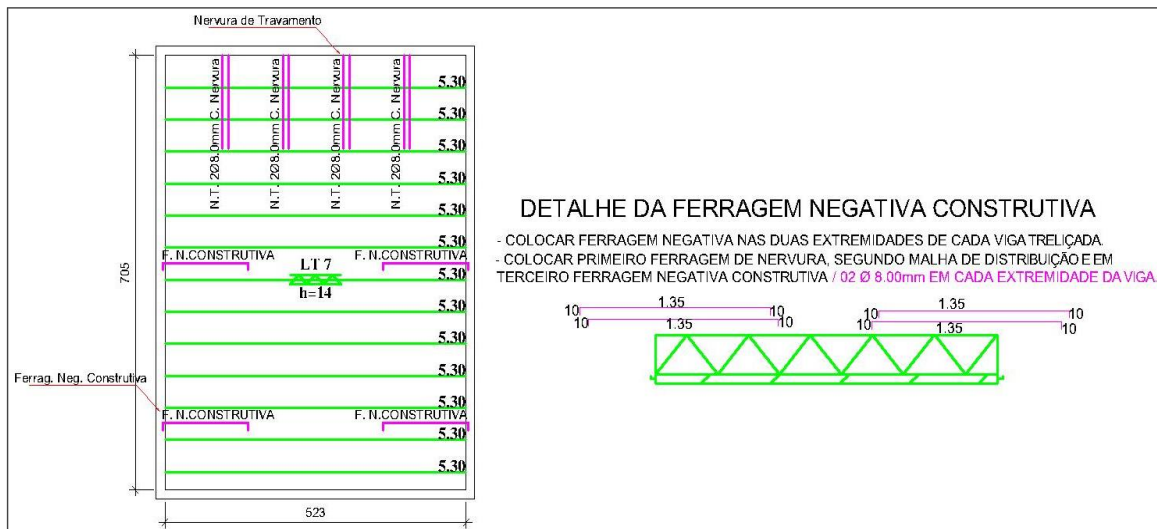 Nervura de Travamento
N.T. 2Ø8.0mm C. Nervura
N.T. 2Ø8.0mm C. Nervura
N.T. 2Ø8.0mm C. Nervura
N.T. 2Ø8.0mm C. Nervura
5.30
5.30
5.30
5.30
5.30
5.30
F. N.CONSTRUTIVA
F. N.CONSTRUTIVA
LT 7
5.30
h=14
5.30
5.30
5.30
5.30
Ferrag. Neg. Construtiva
F. N.CONSTRUTIVA
F. N.CONSTRUTIVA
5.30
5.30
705
523
DETALHE DA FERRAGEM NEGATIVA CONSTRUTIVA
- COLOCAR FERRAGEM NEGATIVA NAS DUAS EXTREMIDADES DE CADA VIGA TRELIÇADA.
- COLOCAR PRIMEIRO FERRAGEM DE NERVURA, SEGUNDO MALHA DE DISTRIBUIÇÃO E EM
TERCEIRO FERRAGEM NEGATIVA CONSTRUTIVA / 02 Ø 8.00mm EM CADA EXTREMIDADE DA VIGA.
10 1.35 10
10 1.35 10
10 1.35 10
10 1.35 10